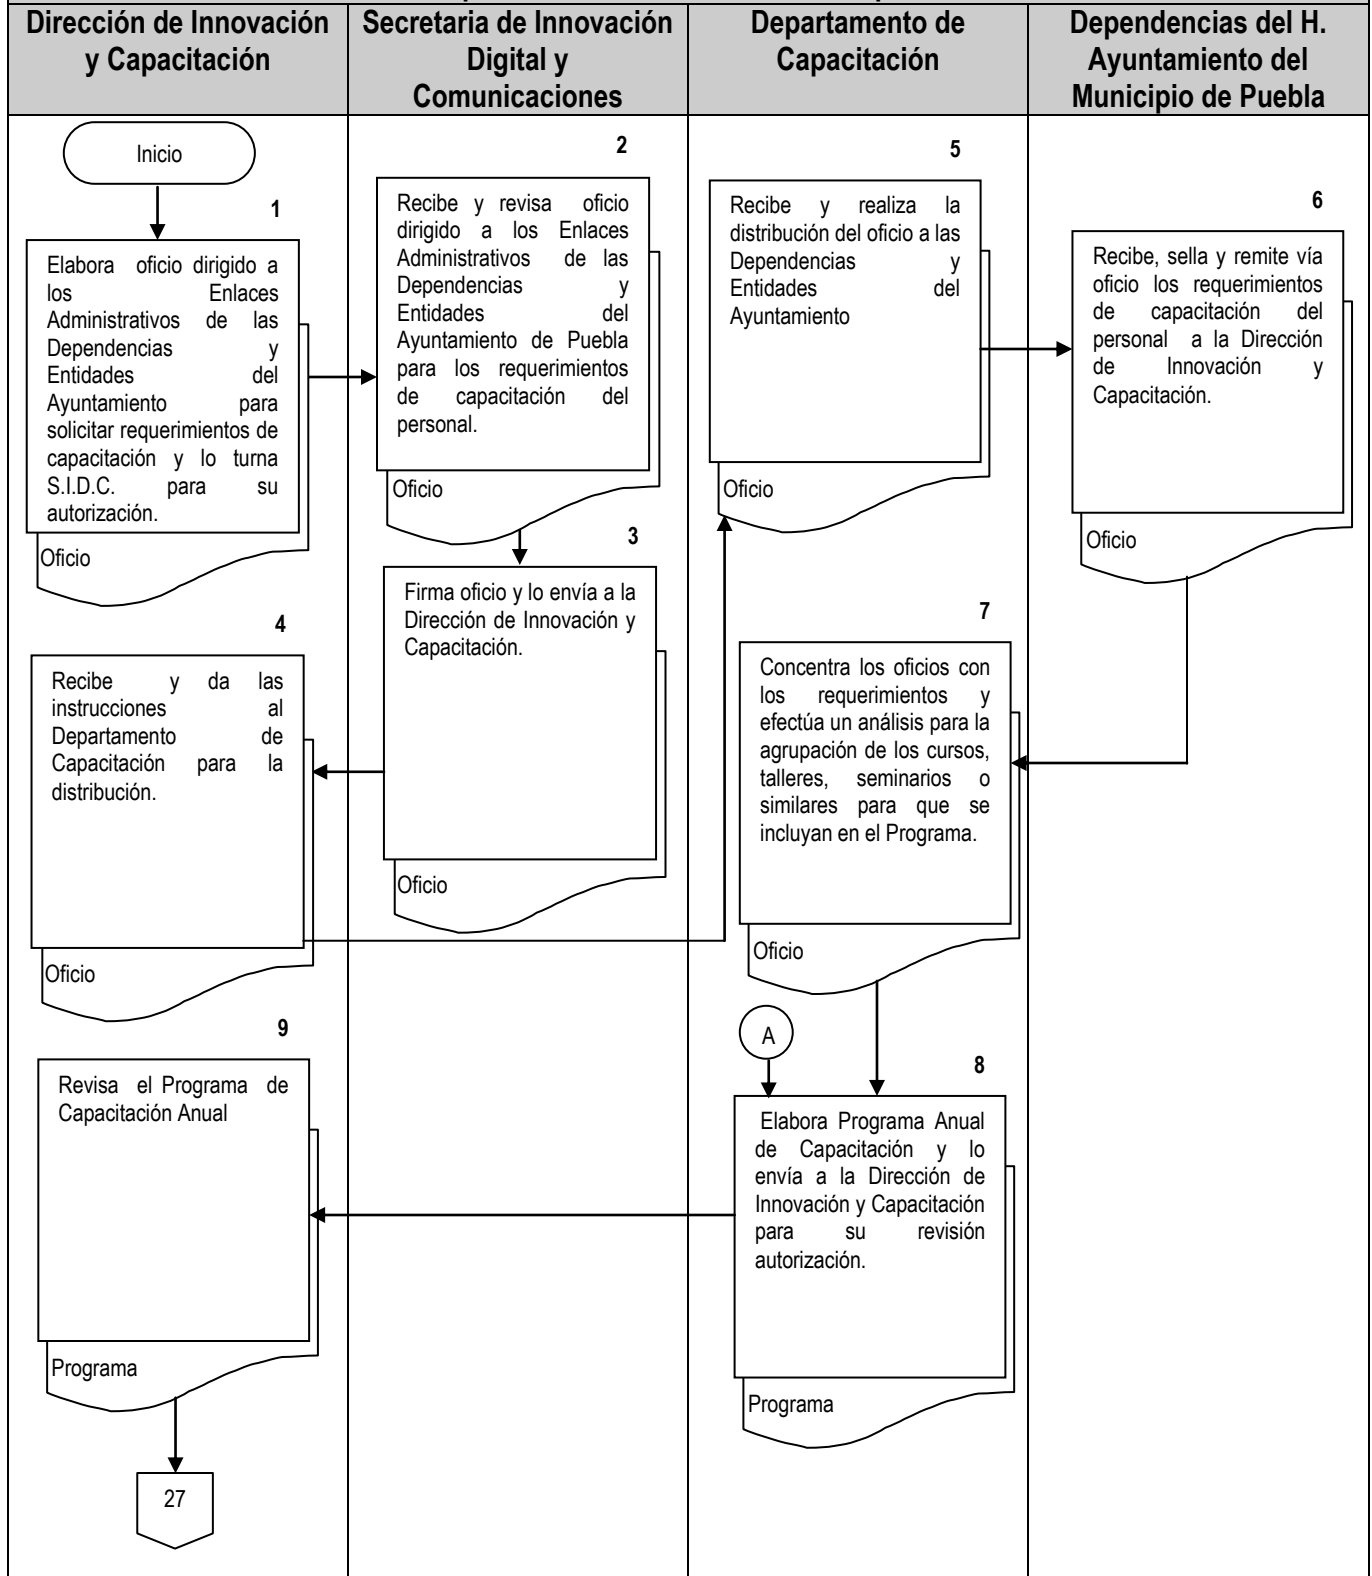 Dirección de Innovación
y Capacitación
Secretaria de Innovación
Digital y
Comunicaciones
Departamento de
Capacitación
Dependencias del H.
Ayuntamiento del
Municipio de Puebla
Inicio
1
Elabora oficio dirigido a
los Enlaces
Administrativos de las
Dependencias y
Entidades del
Ayuntamiento para
solicitar requerimientos de
capacitación y lo turna
S.I.D.C. para su
autorización.
Oficio
2
Recibe y revisa oficio
dirigido a los Enlaces
Administrativos de las
Dependencias y
Entidades del
Ayuntamiento de Puebla
para los requerimientos
de capacitación del
personal.
Oficio
3
Firma oficio y lo envía a la
Dirección de Innovación y
Capacitación.
Oficio
4
Recibe y da las
instrucciones al
Departamento de
Capacitación para la
distribución.
Oficio
5
Recibe y realiza la
distribución del oficio a las
Dependencias y
Entidades del
Ayuntamiento
Oficio
6
Recibe, sella y remite vía
oficio los requerimientos
de capacitación del
personal a la Dirección
de Innovación y
Capacitación.
Oficio
7
Concentra los oficios con
los requerimientos y
efectúa un análisis para la
agrupación de los cursos,
talleres, seminarios o
similares para que se
incluyan en el Programa.
Oficio
A
8
Elabora Programa Anual
de Capacitación y lo
envía a la Dirección de
Innovación y Capacitación
para su revisión
autorización.
Programa
9
Revisa el Programa de
Capacitación Anual
Programa
27